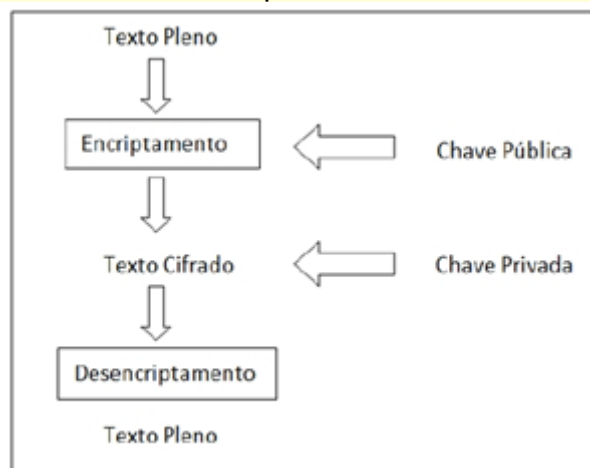 Texto Pleno
Encriptamento
Chave Pública
Texto Cifrado
Chave Privada
Desencriptamento
Texto Pleno